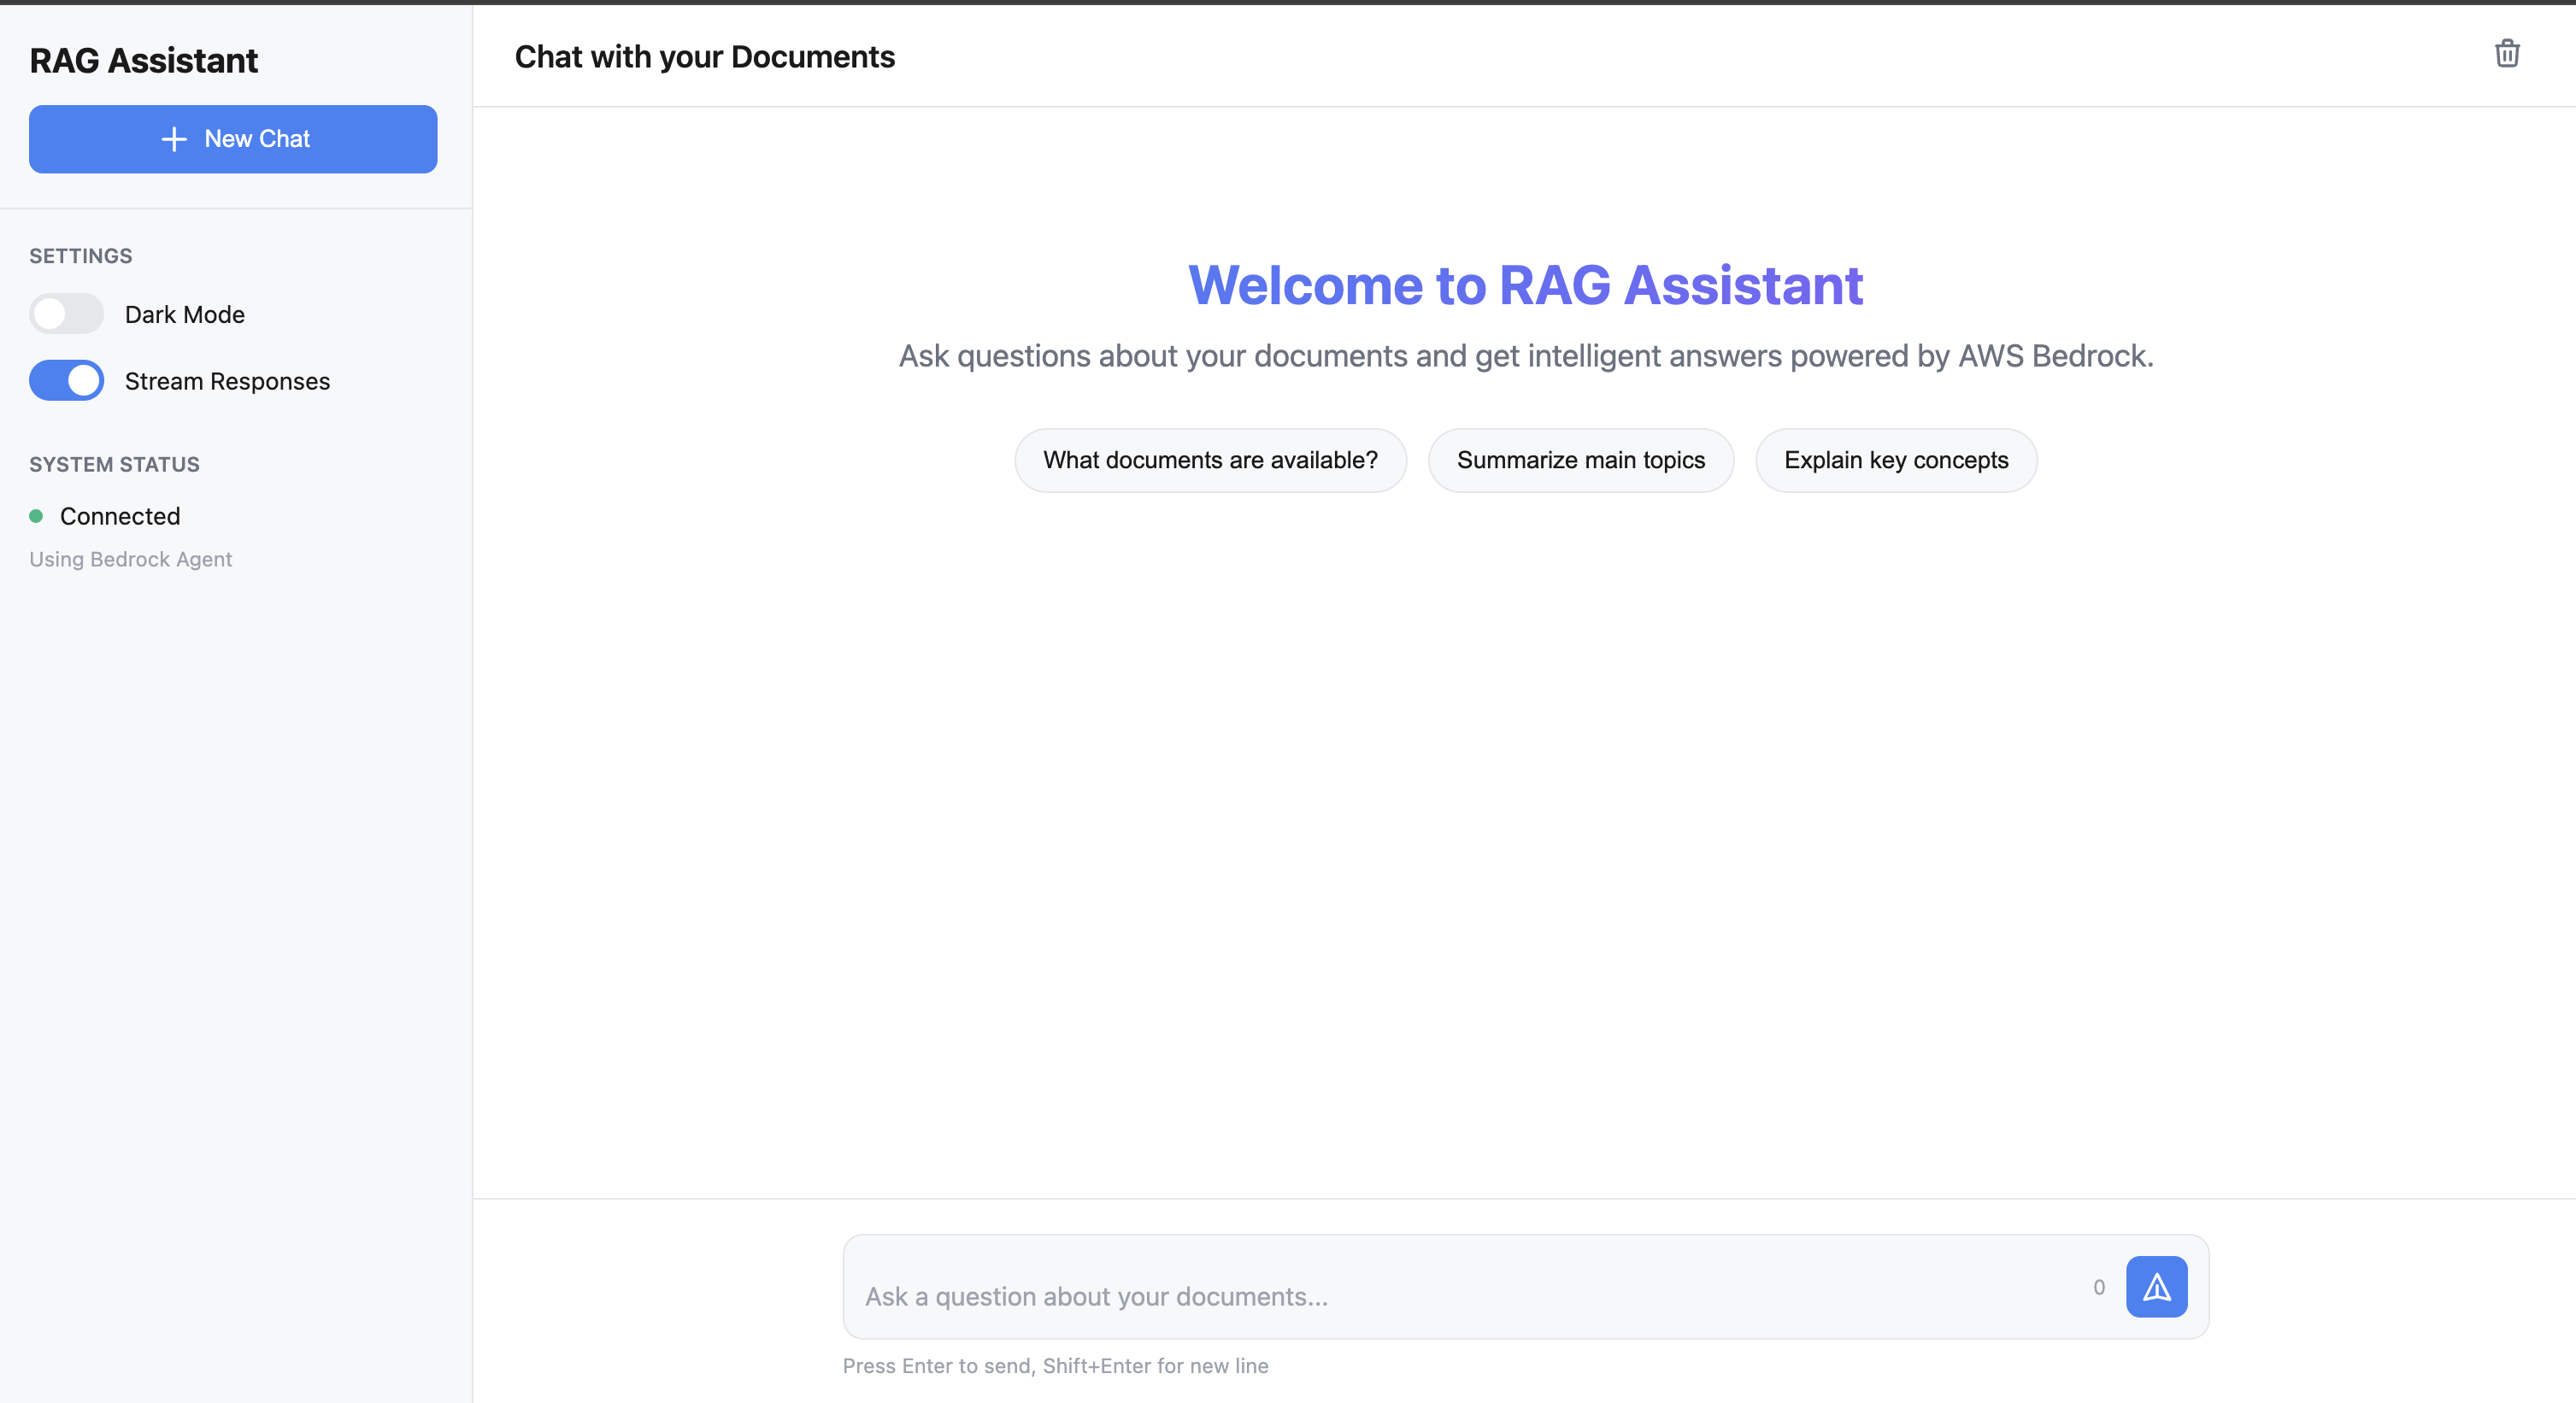 RAG Assistant
New Chat
SETTINGS
Dark Mode
Stream Responses
SYSTEM STATUS
Connected
Using Bedrock Agent
Chat with your Documents
Welcome to RAG Assistant
Ask questions about your documents and get intelligent answers powered by AWS Bedrock.
What documents are available?
Summarize main topics
Explain key concepts
Ask a question about your documents...
0
Press Enter to send, Shift+Enter for new line